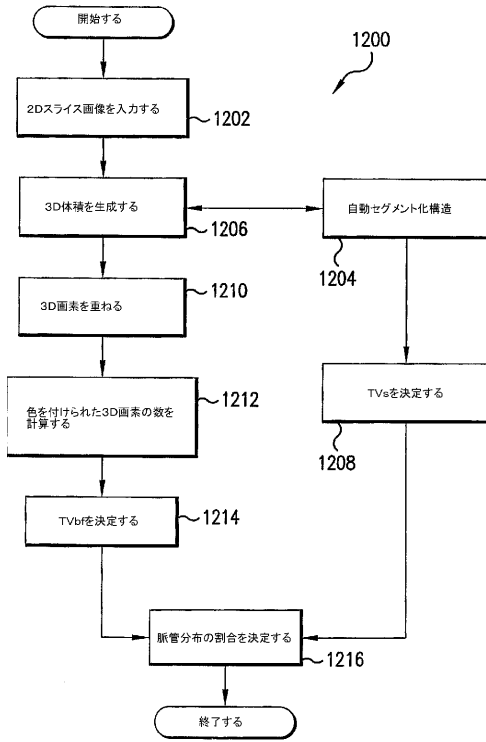 開始する
1200
2Dスライス画像を入力する
1202
3D体積を生成する
1206
自動セグメント化構造
1204
3D画素を重ねる
1210
色を付けられた3D画素の数を
計算する
1212
TVsを決定する
1208
TVbfを決定する
1214
脈管分布の割合を決定する
1216
終了する